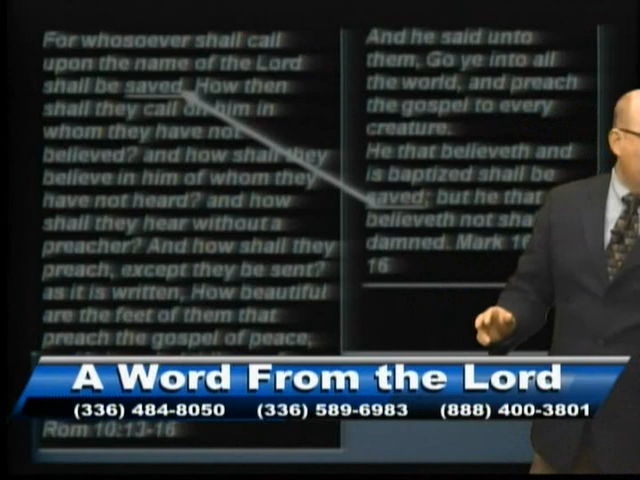 For whosoever shall call
upon the name of the Lord
shall be saved. How then
shall they call on him in
whom they have not
believed? and how shall they
believe in him of whom they
have not heard? and how
shall they hear without a
preacher? And how shall they
preach, except they be sent?
as it is written, How beautiful
are the feet of them that
preach the gospel of peace,
Rom 10:13-16
And he said unto
them, Go ye into all
the world, and preach
the gospel to every
creature.
He that believeth and
is baptized shall be
saved; but he that
believeth not sha
damned. Mark 16
16
A Word From the Lord
(336) 484-8050 (336) 589-6983 (888) 400-3801